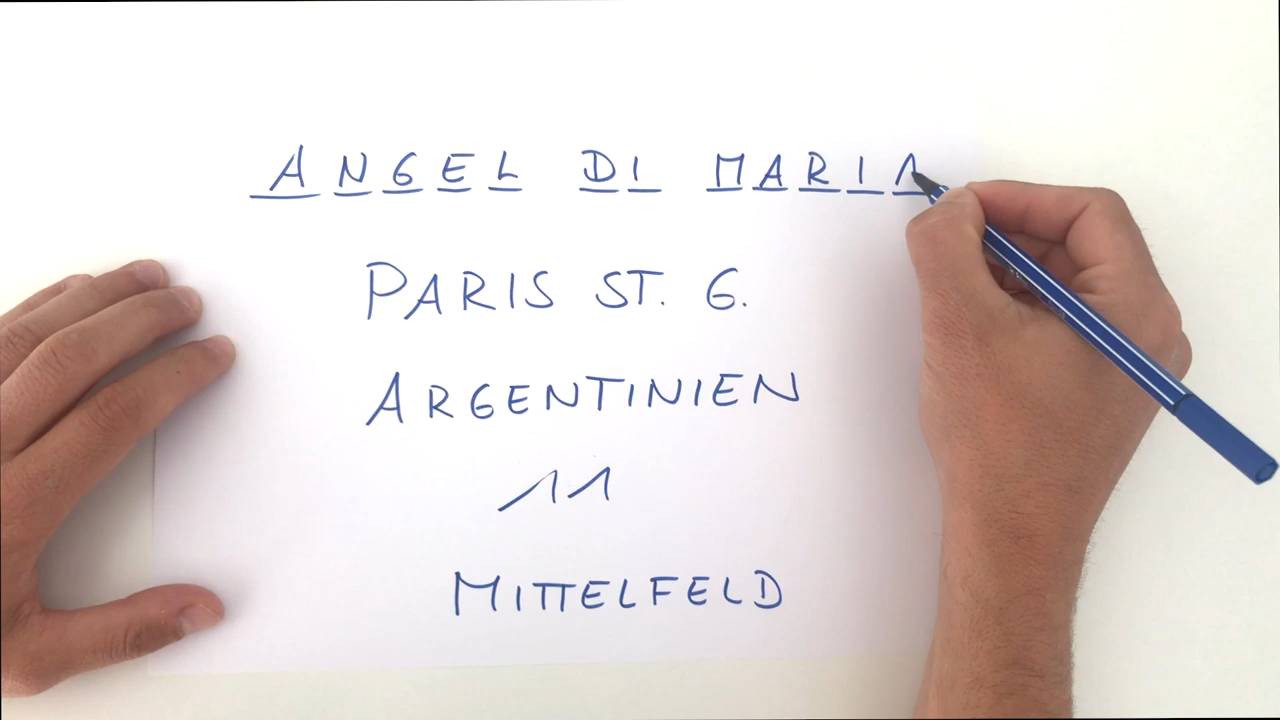 ANGEL DI MARIA
PARIS ST. G.
ARGENTINIEN
11
MITTELFELD